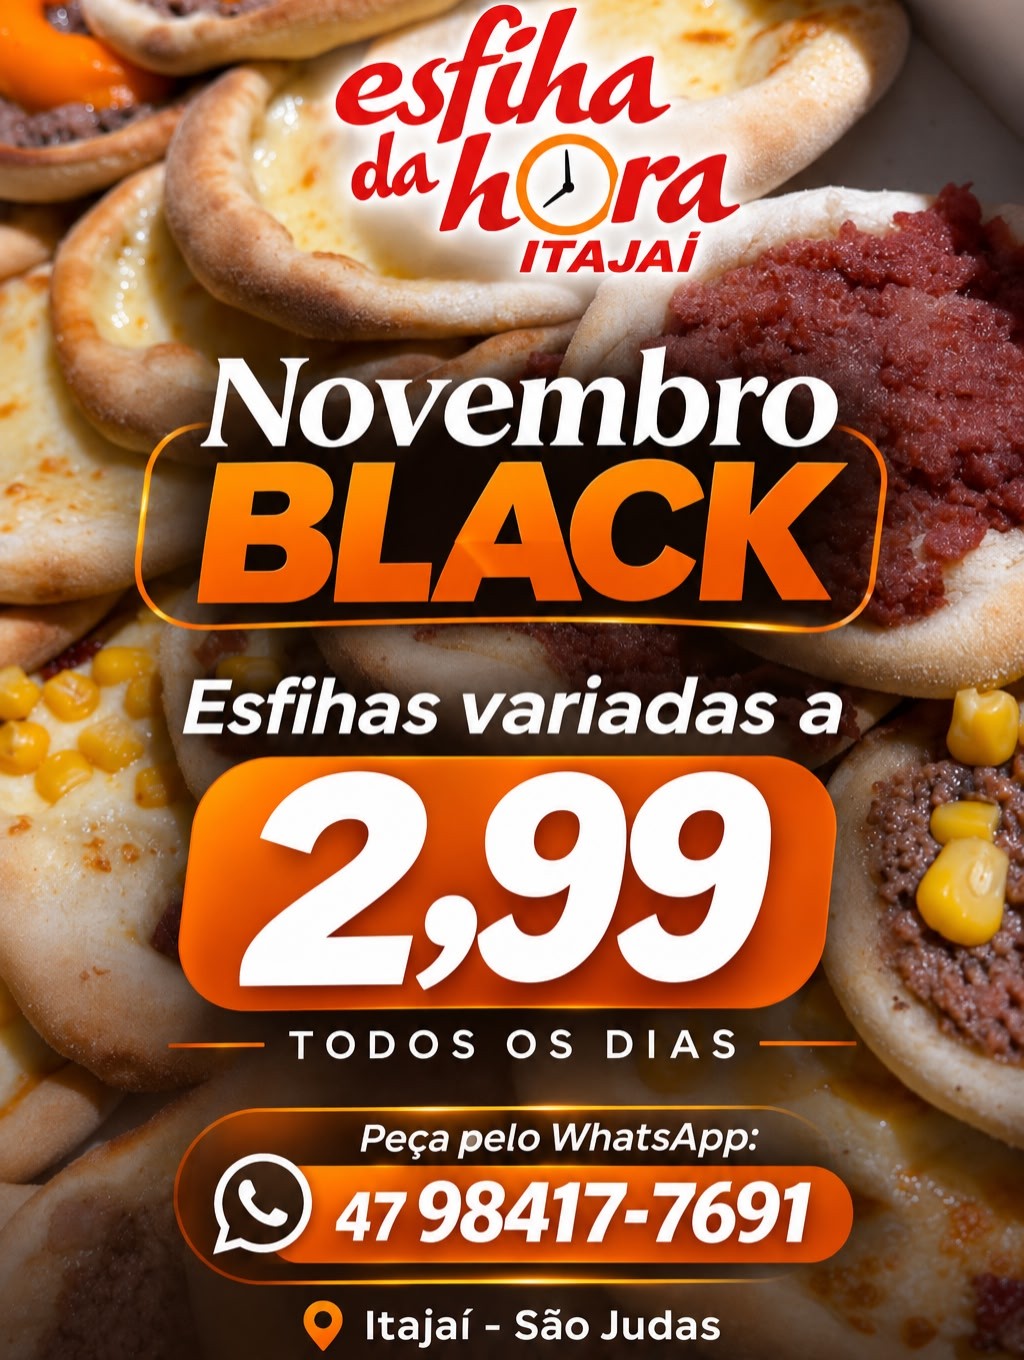 esfiha
da hora
ITAJAÍ
Novembro
BLACK
Esfihas variadas a
2,99
TODOS OS DIAS
Peça pelo WhatsApp:
47 98417-7691
Itajaí - São Judas